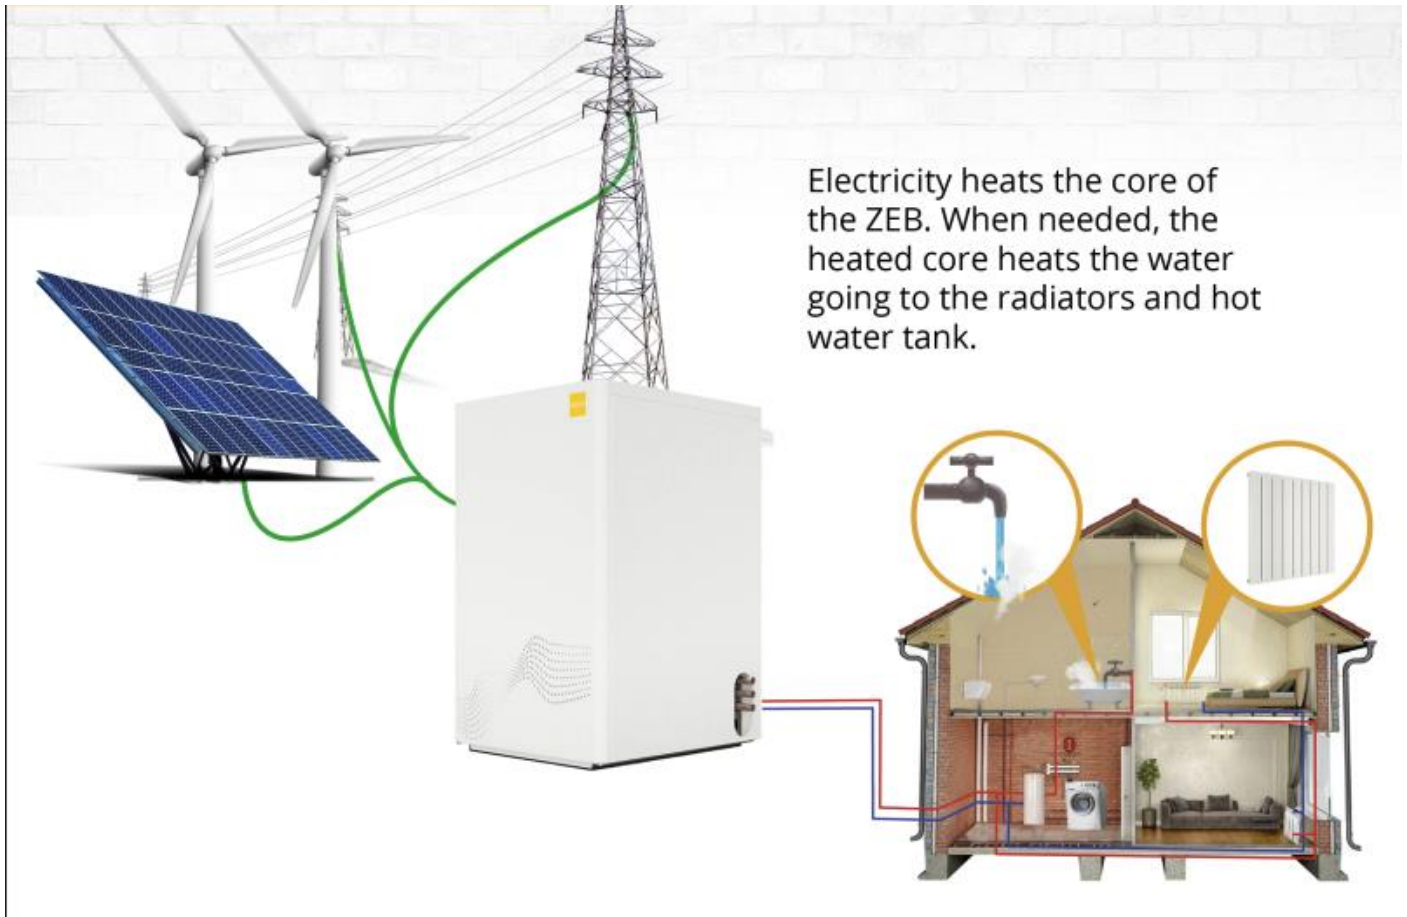 Electricity heats the core of
the ZEB. When needed, the
heated core heats the water
going to the radiators and hot
water tank.